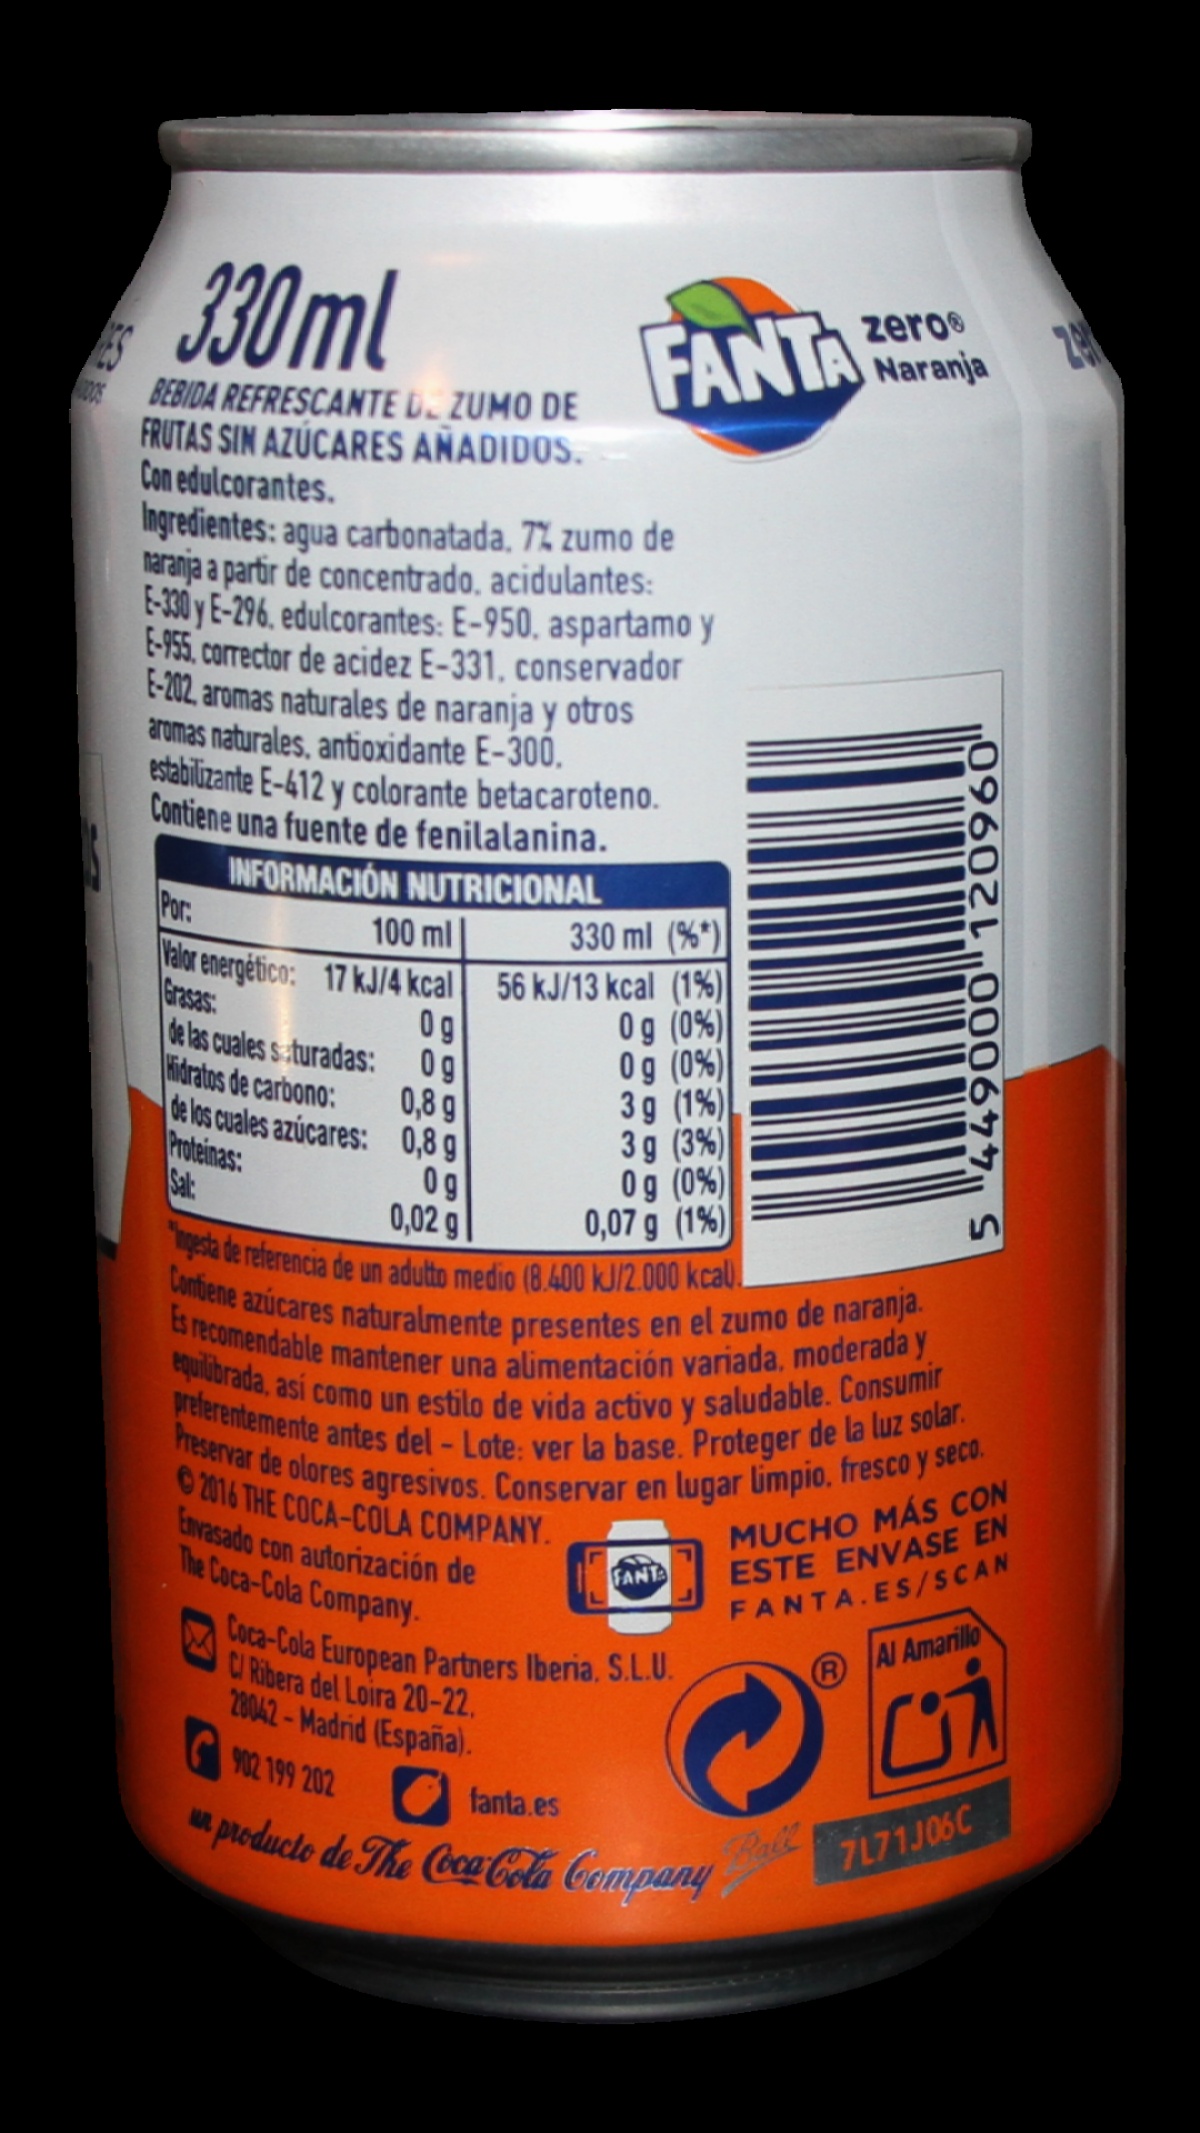 330ml
FANTA zero®
Naranja
BEBIDA REFRESCANTE DE ZUMO DE
FRUTAS SIN AZÚCARES AÑADIDOS.
Con edulcorantes.
Ingredientes: agua carbonatada, 7% zumo de
naranja a partir de concentrado, acidulantes:
E-330 y E-296, edulcorantes: E-950, aspartamo y
E-955, corrector de acidez E-331, conservador
E-202, aromas naturales de naranja y otros
aromas naturales, antioxidante E-300,
estabilizante E-412 y colorante betacaroteno.
Contiene una fuente de fenilalanina.
INFORMACIÓN NUTRICIONAL
Por: 100 ml 330 ml (%*)
Valor energético: 17 kJ/4 kcal 56 kJ/13 kcal (1%)
Grasas: 0 g 0 g (0%)
de las cuales saturadas: 0 g 0 g (0%)
Hidratos de carbono: 0,8 g 3 g (1%)
de los cuales azúcares: 0,8 g 3 g (3%)
Proteínas: 0 g 0 g (0%)
Sal: 0,02 g 0,07 g (1%)
5 449000 120960
*Ingesta de referencia de un adulto medio (8.400 kJ/2.000 kcal).
Contiene azúcares naturalmente presentes en el zumo de naranja.
Es recomendable mantener una alimentación variada, moderada y
equilibrada, así como un estilo de vida activo y saludable. Consumir
preferentemente antes del - Lote: ver la base. Proteger de la luz solar.
Preservar de olores agresivos. Conservar en lugar limpio, fresco y seco.
© 2016 THE COCA-COLA COMPANY.
Envasado con autorización de
The Coca-Cola Company.
FANTA
MUCHO MÁS CON
ESTE ENVASE EN
FANTA.ES/SCAN
Coca-Cola European Partners Iberia, S.L.U.
C/ Ribera del Loira 20-22,
28042 - Madrid (España).
902 199 202
fanta.es
®
Al Amarillo
un producto de The Coca-Cola Company
Ball
7L71J06C